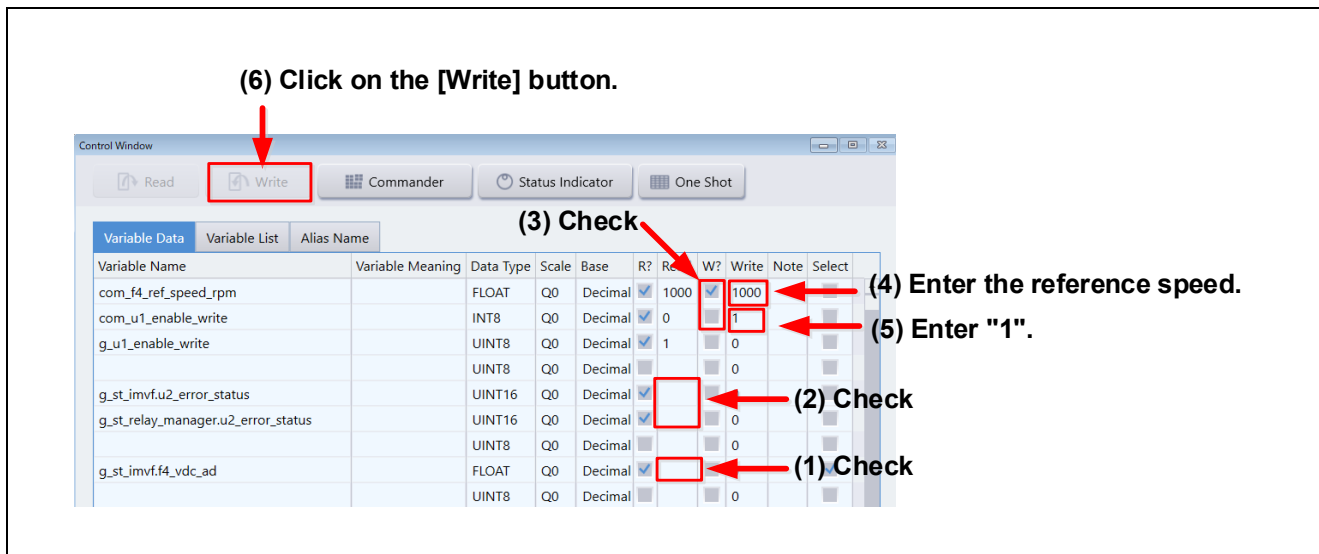 (6) Click on the [Write] button.
Control Window
Read Write Commander Status Indicator One Shot
(3) Check
Variable Data Variable List Alias Name
Variable Name Variable Meaning Data Type Scale Base R? W? Write Note Select
com_f4_ref_speed_rpm FLOAT Q0 Decimal 1000 1000
(4) Enter the reference speed.
com_u1_enable_write INT8 Q0 Decimal 0 1
(5) Enter "1".
g_u1_enable_write UINT8 Q0 Decimal 1 0
UINT8 Q0 Decimal 0
g_st_imvf.u2_error_status UINT16 Q0 Decimal
(2) Check
g_st_relay_manager.u2_error_status UINT16 Q0 Decimal 0
UINT8 Q0 Decimal 0
g_st_imvf.f4_vdc_ad FLOAT Q0 Decimal
(1) Check
UINT8 Q0 Decimal 0